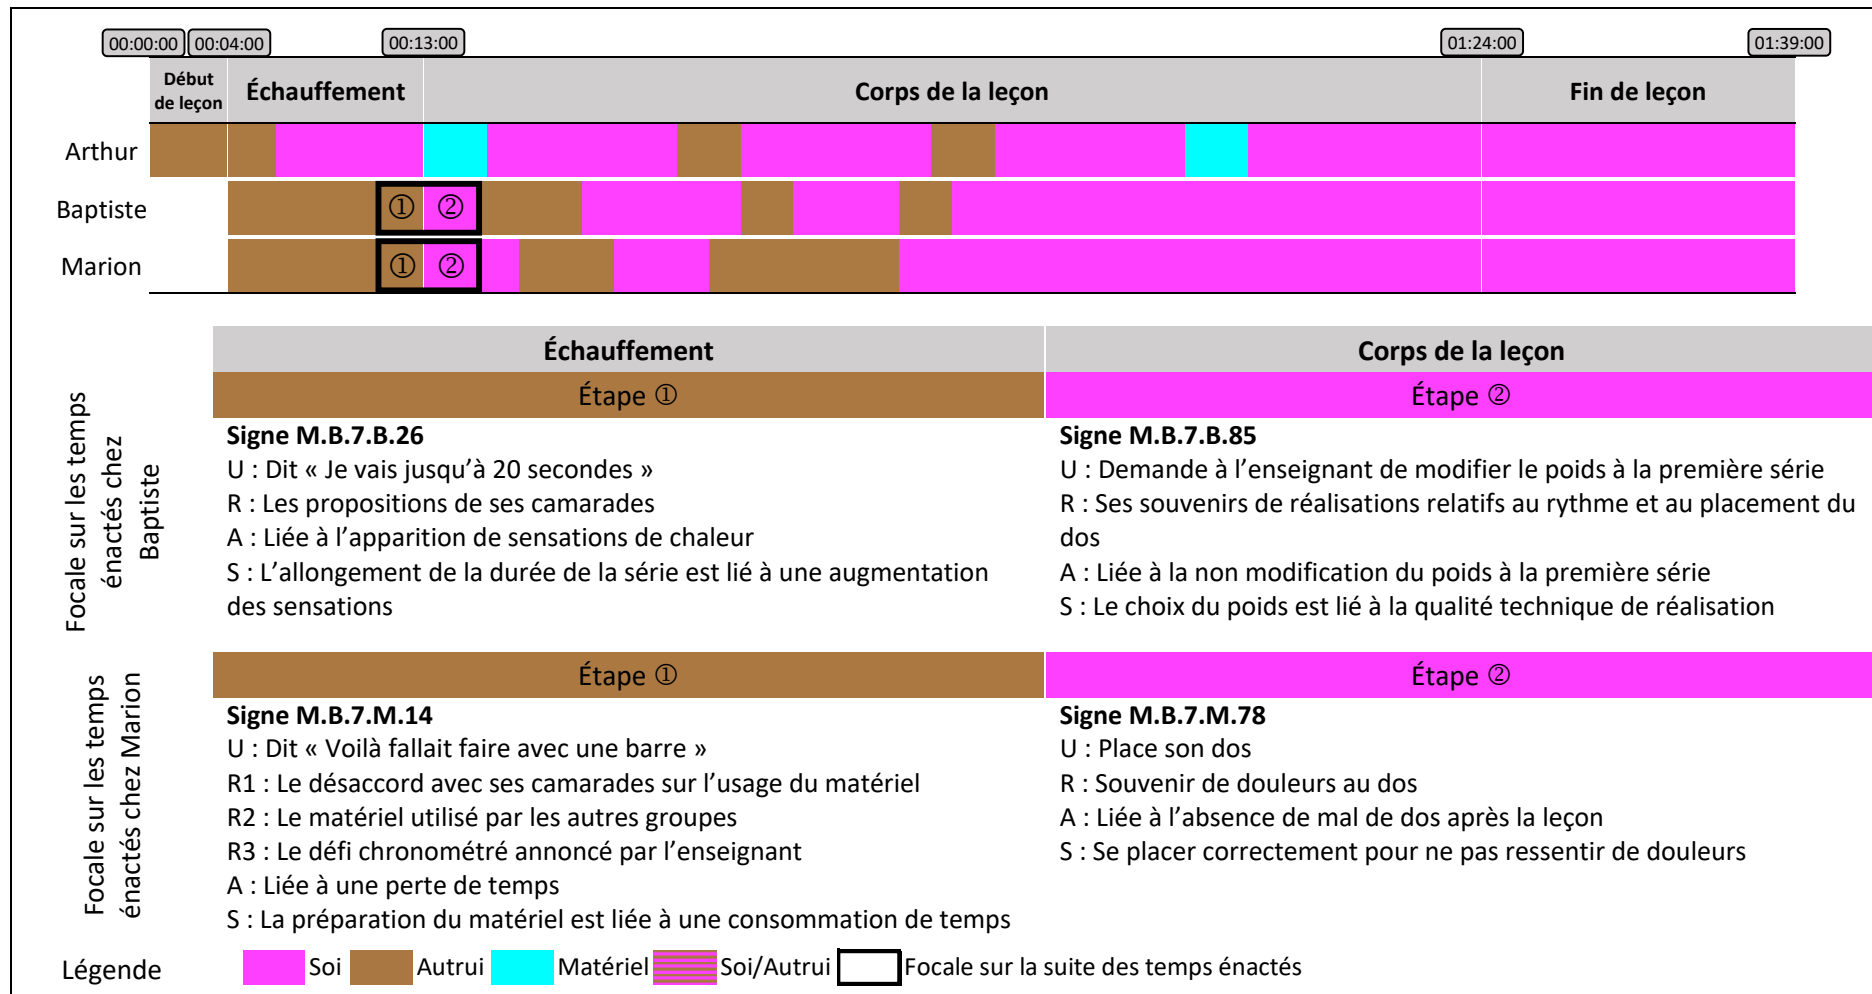 00:00:00 00:04:00 00:13:00 01:24:00 01:39:00
Début de leçon Échauffement Corps de la leçon Fin de leçon
Arthur
Baptiste ① ②
Marion ① ②
Échauffement Corps de la leçon
Focale sur les temps énactés chez Baptiste
Étape ① Étape ②
Signe M.B.7.B.26
U : Dit « Je vais jusqu’à 20 secondes »
R : Les propositions de ses camarades
A : Liée à l’apparition de sensations de chaleur
S : L’allongement de la durée de la série est lié à une augmentation
des sensations
Signe M.B.7.B.85
U : Demande à l’enseignant de modifier le poids à la première série
R : Ses souvenirs de réalisations relatifs au rythme et au placement du
dos
A : Liée à la non modification du poids à la première série
S : Le choix du poids est lié à la qualité technique de réalisation
Focale sur les temps énactés chez Marion
Étape ① Étape ②
Signe M.B.7.M.14
U : Dit « Voilà fallait faire avec une barre »
R1 : Le désaccord avec ses camarades sur l’usage du matériel
R2 : Le matériel utilisé par les autres groupes
R3 : Le défi chronométré annoncé par l’enseignant
A : Liée à une perte de temps
S : La préparation du matériel est liée à une consommation de temps
Signe M.B.7.M.78
U : Place son dos
R : Souvenir de douleurs au dos
A : Liée à l’absence de mal de dos après la leçon
S : Se placer correctement pour ne pas ressentir de douleurs
Légende Soi Autrui Matériel Soi/Autrui Focale sur la suite des temps énactés